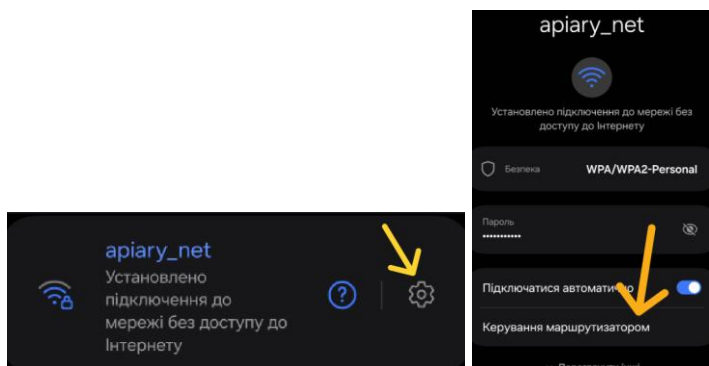 apiary_net
Установлено
підключення до
мережі без доступу до
Інтернету
apiary_net
Установлено підключення до мережі без
доступу до Інтернету
Безпека WPA/WPA2-Personal
Пароль
•••••••••••
Підключатися автоматично
Керування маршрутизатором